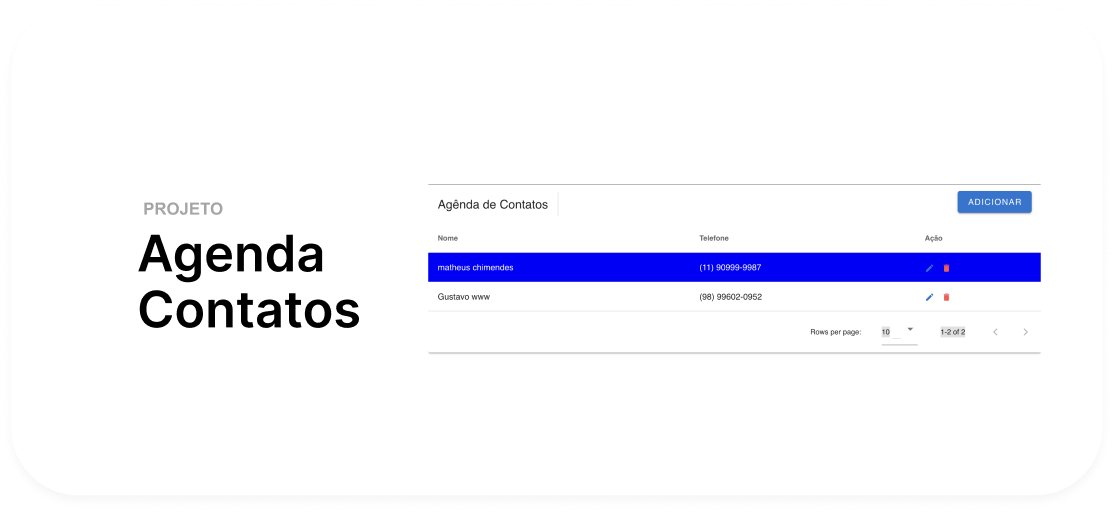 PROJETO
Agenda
Contatos
Agênda de Contatos
ADICIONAR
Nome Telefone Ação
matheus chimendes (11) 90999-9987
Gustavo www (98) 99602-0952
Rows per page: 10 1-2 of 2